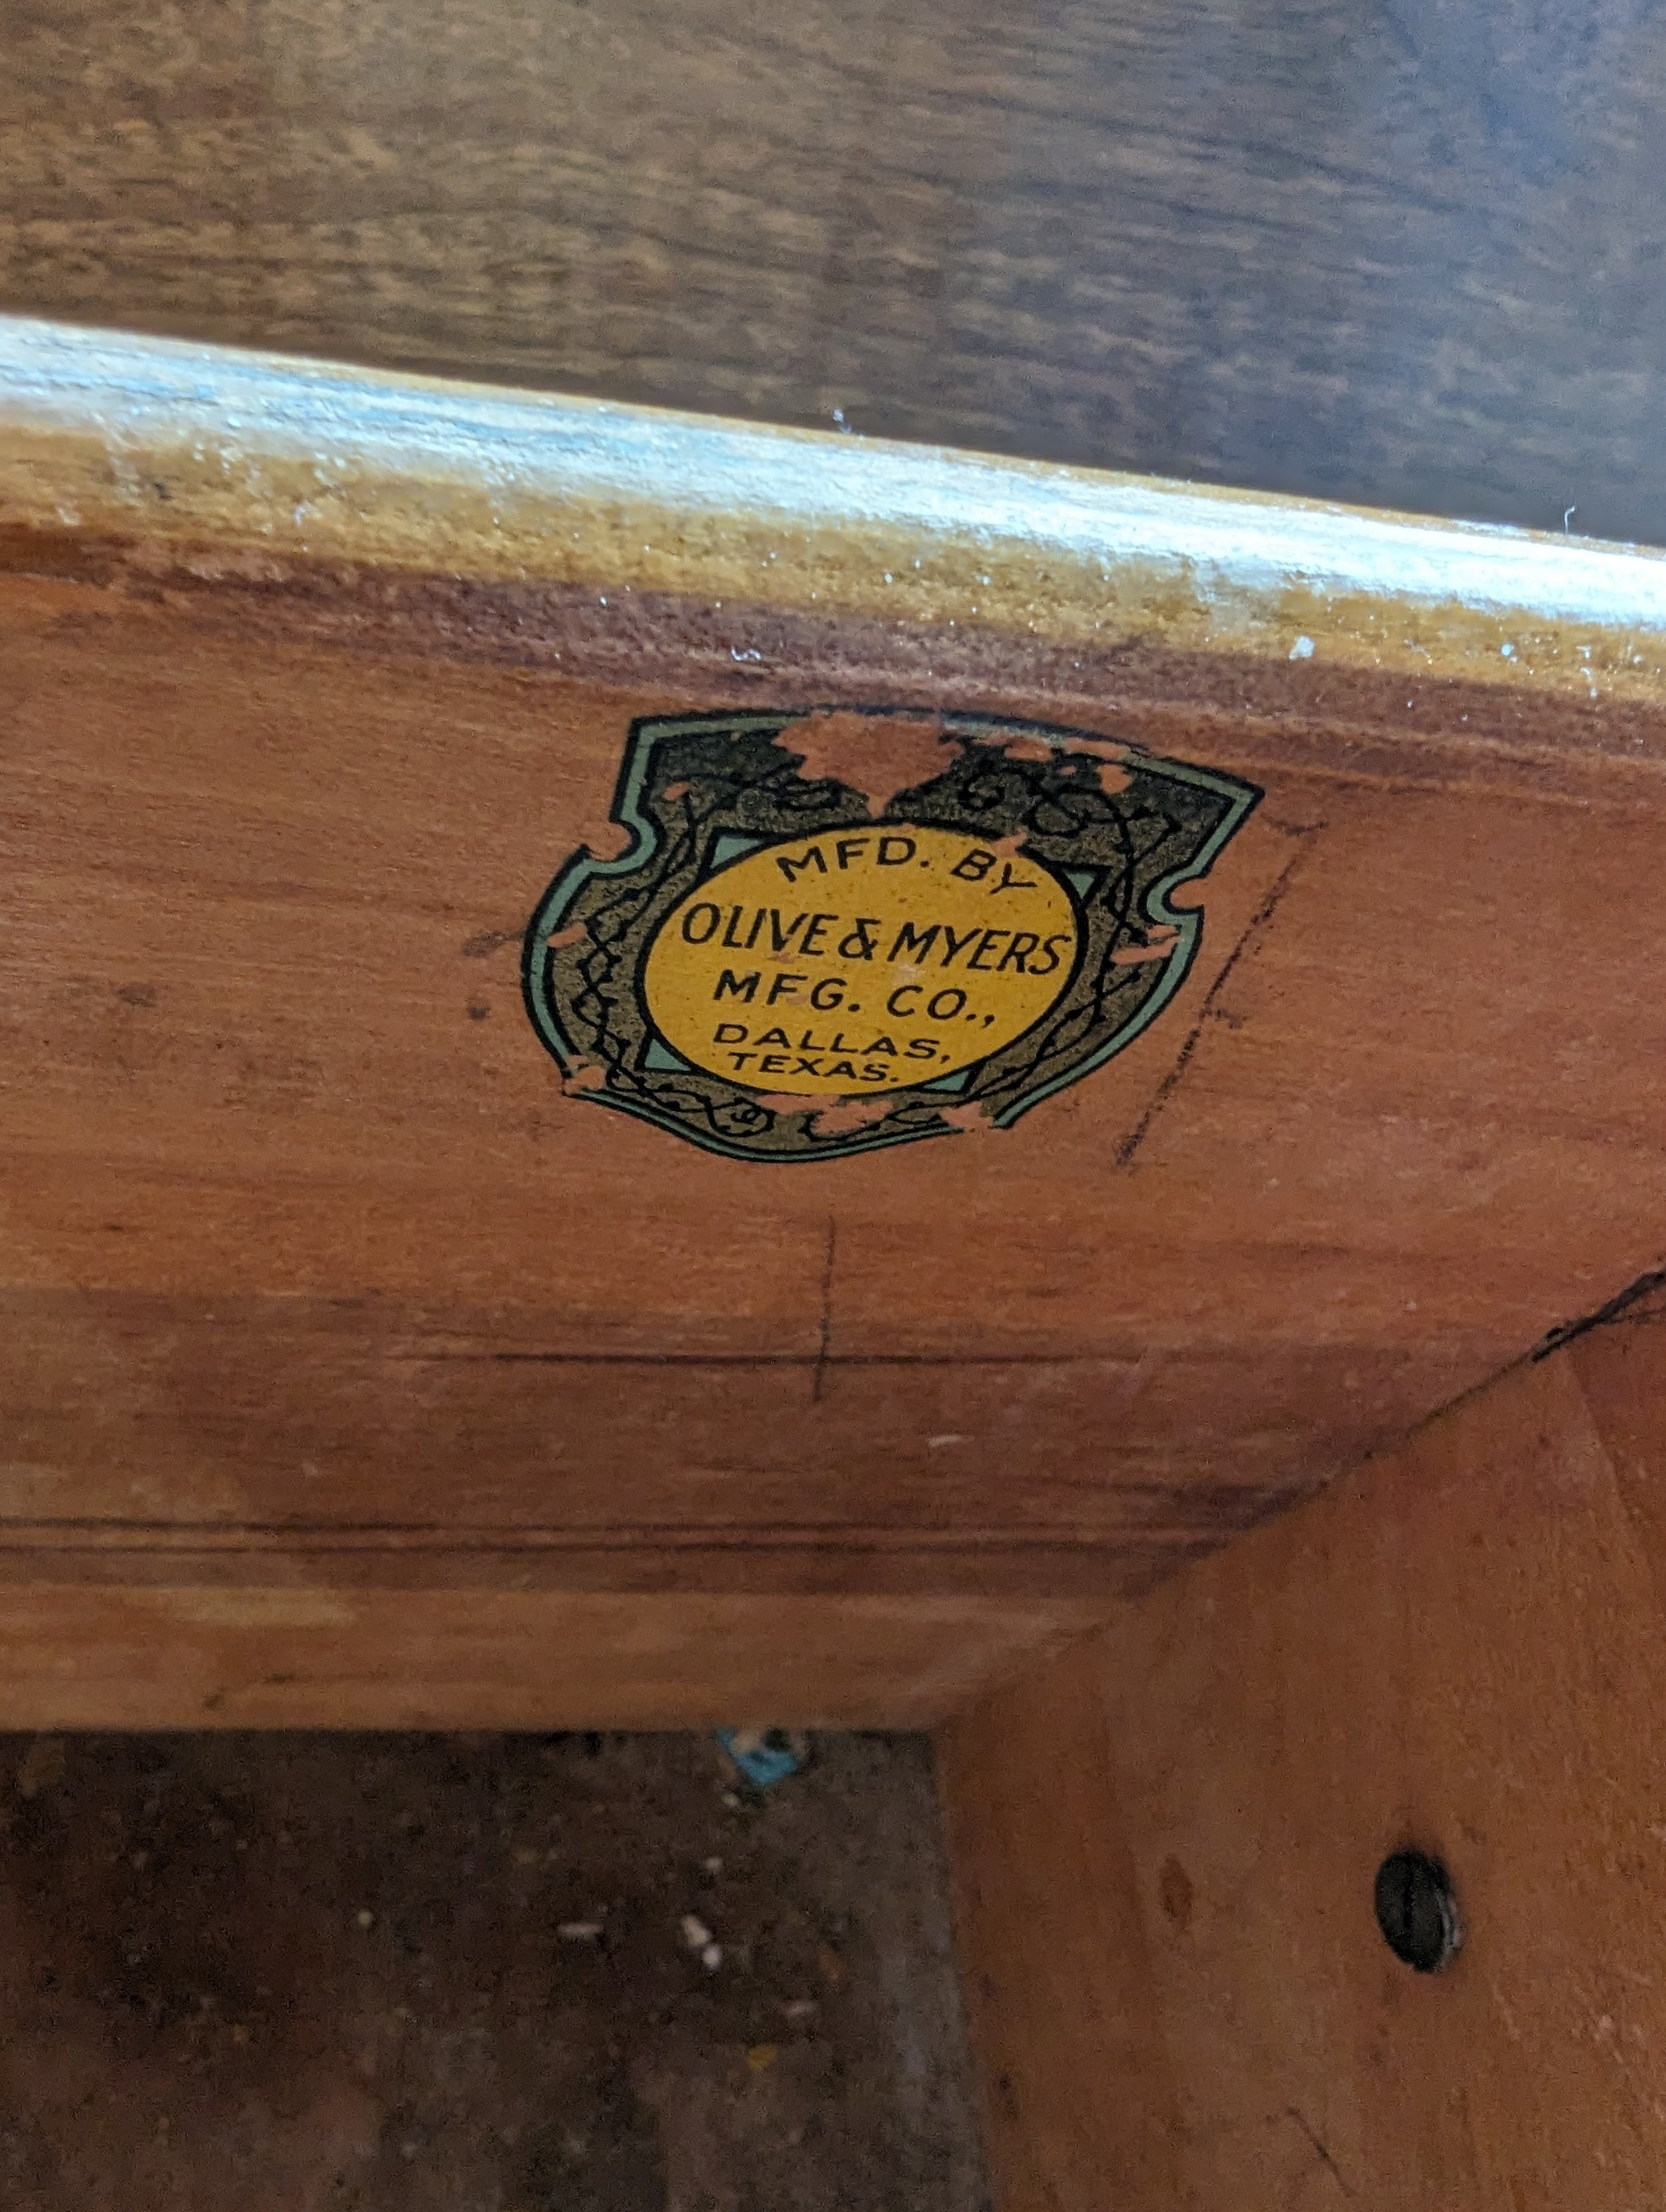 MFD. BY
OLIVE & MYERS
MFG. CO.,
DALLAS,
TEXAS.